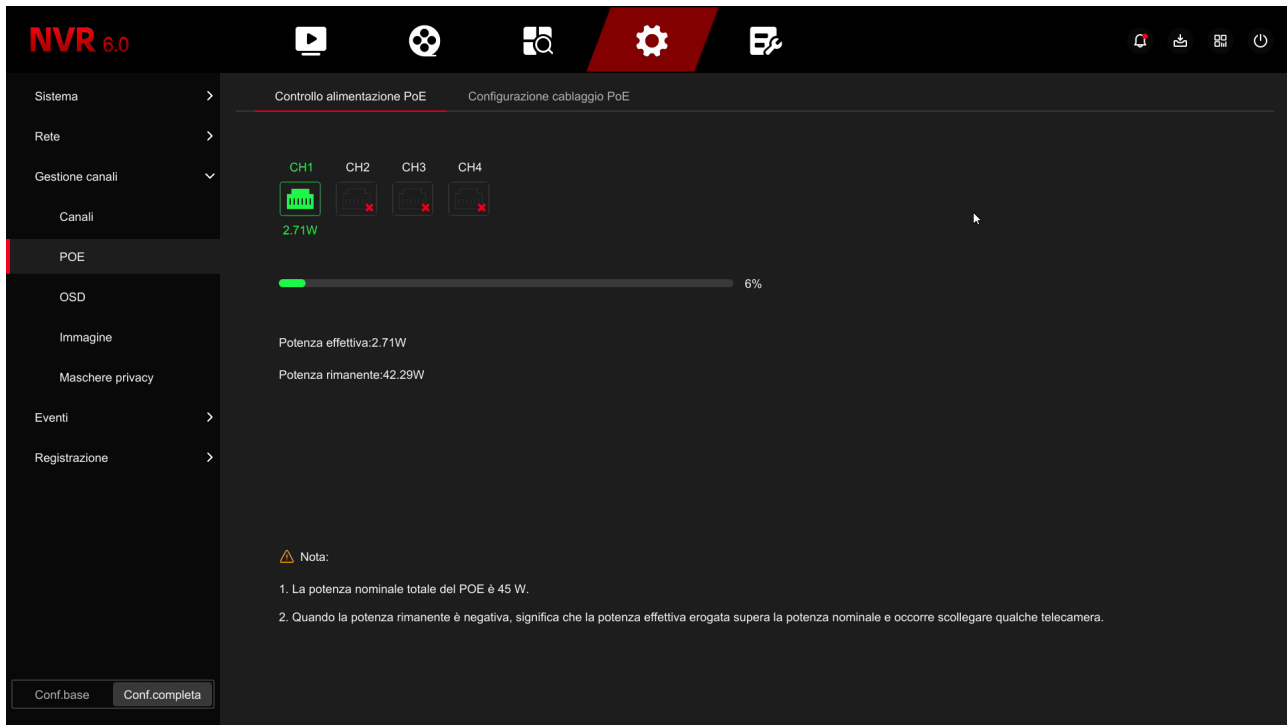 NVR 6.0
Sistema
Rete
Gestione canali
Canali
POE
OSD
Immagine
Maschere privacy
Eventi
Registrazione
Conf.base Conf.completa
Controllo alimentazione PoE Configurazione cablaggio PoE
CH1 CH2 CH3 CH4
2.71W
6%
Potenza effettiva:2.71W
Potenza rimanente:42.29W
Nota:
1. La potenza nominale totale del POE è 45 W.
2. Quando la potenza rimanente è negativa, significa che la potenza effettiva erogata supera la potenza nominale e occorre scollegare qualche telecamera.